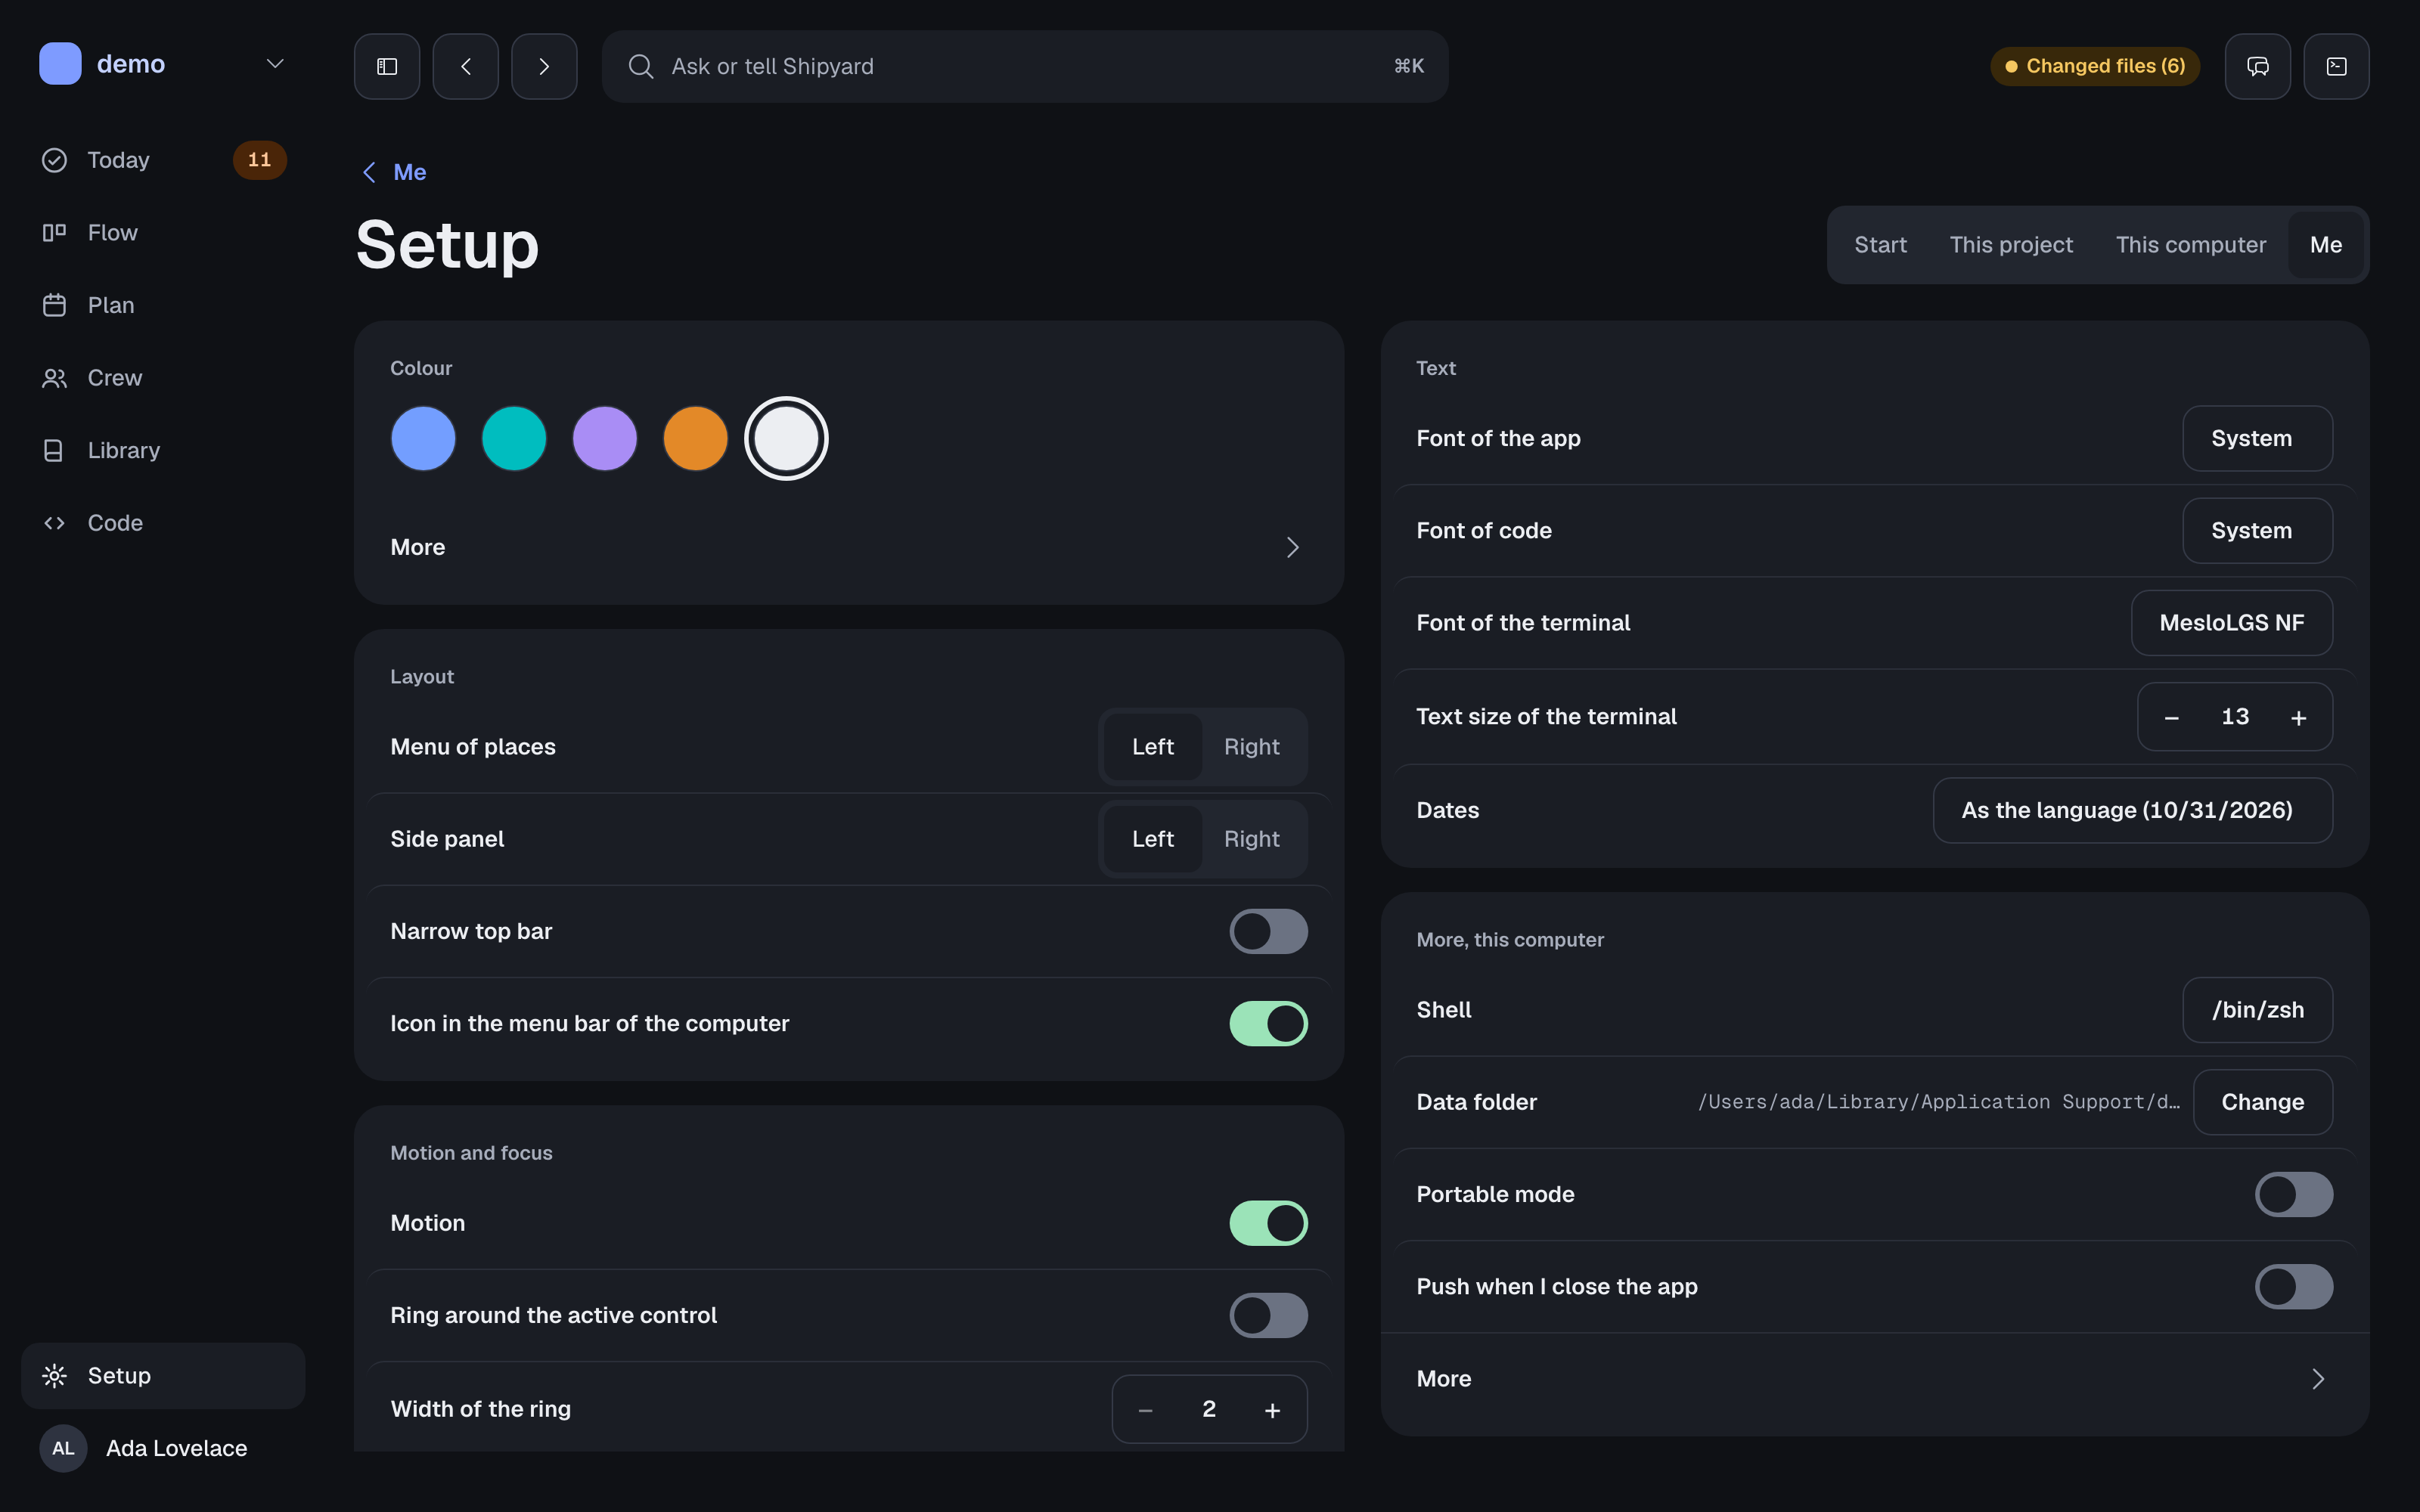 demo
Ask or tell Shipyard
⌘K
Changed files (6)
Today
11
Flow
Plan
Crew
Library
Code
Setup
AL
Ada Lovelace
Me
Setup
Start
This project
This computer
Me
Colour
More
Layout
Menu of places
Left
Right
Side panel
Left
Right
Narrow top bar
Icon in the menu bar of the computer
Motion and focus
Motion
Ring around the active control
Width of the ring
− 2 +
Text
Font of the app
System
Font of code
System
Font of the terminal
MesloLGS NF
Text size of the terminal
− 13 +
Dates
As the language (10/31/2026)
More, this computer
Shell
/bin/zsh
Data folder
/Users/ada/Library/Application Support/d…
Change
Portable mode
Push when I close the app
More